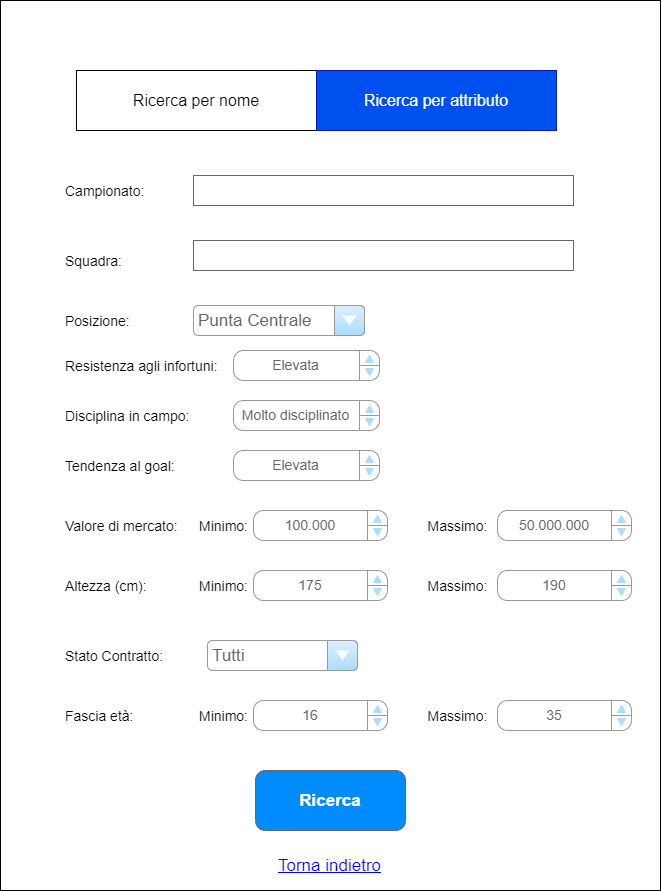 Ricerca per nome Ricerca per attributo
Campionato:
Squadra:
Posizione: Punta Centrale
Resistenza agli infortuni: Elevata
Disciplina in campo: Molto disciplinato
Tendenza al goal: Elevata
Valore di mercato: Minimo: 100.000 Massimo: 50.000.000
Altezza (cm): Minimo: 175 Massimo: 190
Stato Contratto: Tutti
Fascia età: Minimo: 16 Massimo: 35
Ricerca
Torna indietro